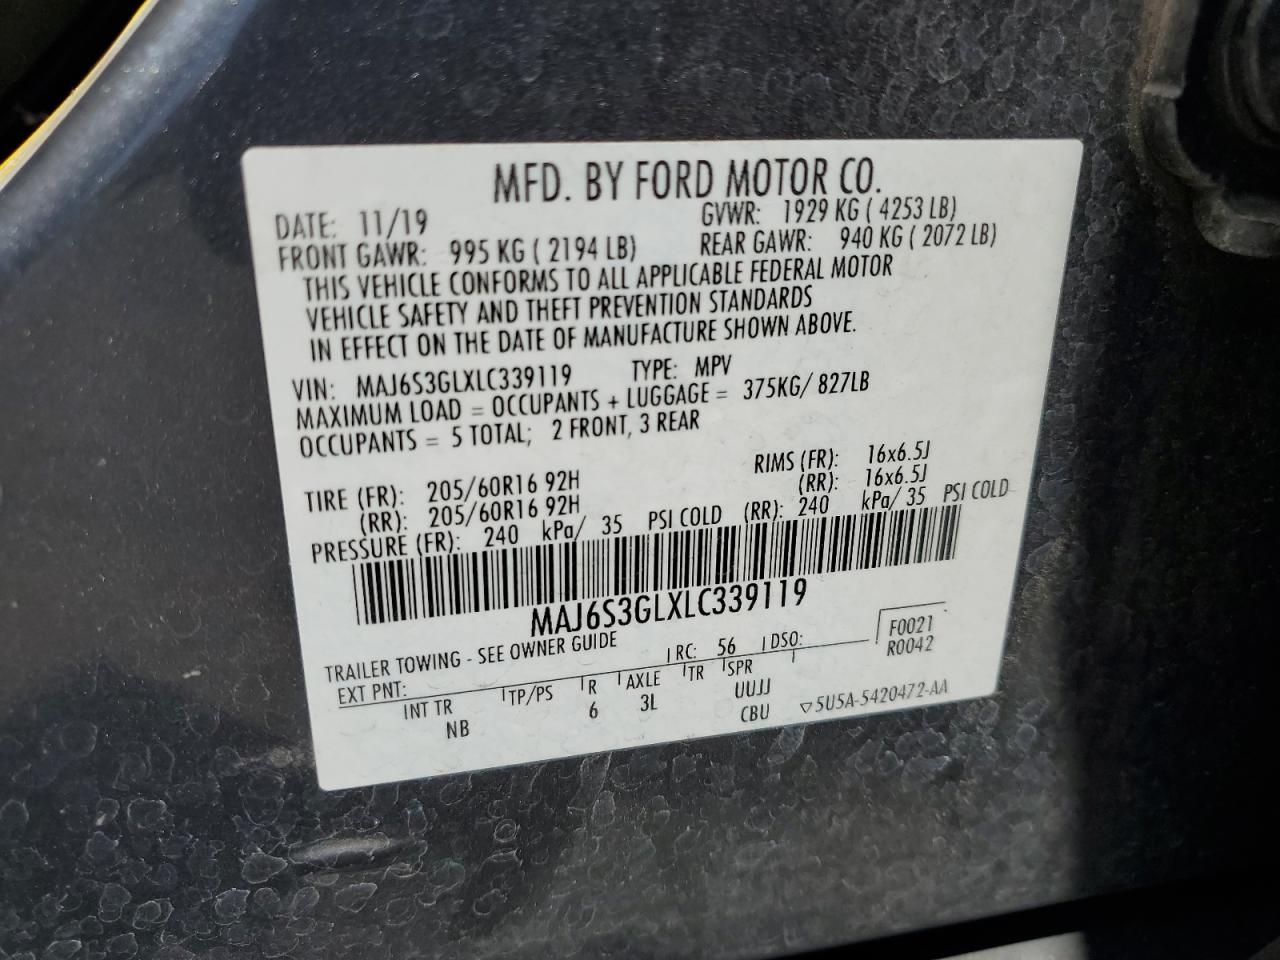 MFD. BY FORD MOTOR CO.
DATE: 11/19 GVWR: 1929 KG ( 4253 LB)
FRONT GAWR: 995 KG ( 2194 LB) REAR GAWR: 940 KG ( 2072 LB)
THIS VEHICLE CONFORMS TO ALL APPLICABLE FEDERAL MOTOR
VEHICLE SAFETY AND THEFT PREVENTION STANDARDS
IN EFFECT ON THE DATE OF MANUFACTURE SHOWN ABOVE.
VIN: MAJ6S3GLXLC339119 TYPE: MPV
MAXIMUM LOAD = OCCUPANTS + LUGGAGE = 375KG/ 827LB
OCCUPANTS = 5 TOTAL; 2 FRONT, 3 REAR
TIRE (FR): 205/60R16 92H RIMS (FR): 16x6.5J
(RR): 205/60R16 92H (RR): 16x6.5J
PRESSURE (FR): 240 kPa/ 35 PSI COLD (RR): 240 kPa/ 35 PSI COLD
MAJ6S3GLXLC339119
TRAILER TOWING - SEE OWNER GUIDE
EXT PNT: RC: 56 DSO: F0021
R0042
INT TR TP/PS R AXLE TR SPR
NB 6 3L UUJJ
CBU ▽5U5A-5420472-AA